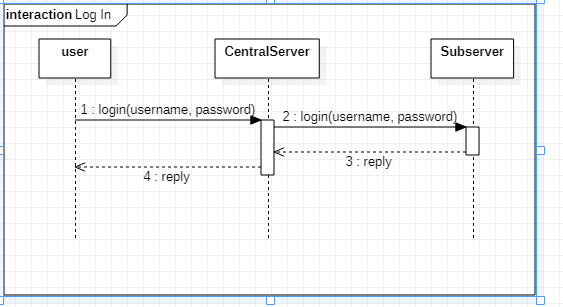 interaction Log In
user
CentralServer
Subserver
1 : login(username, password)
2 : login(username, password)
3 : reply
4 : reply